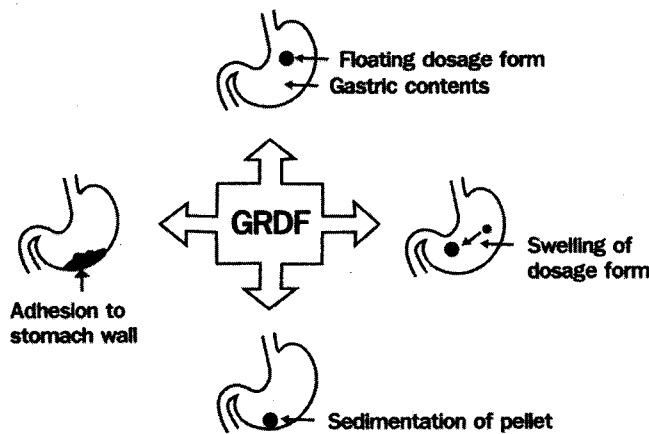 Floating dosage form
Gastric contents
GRDF
Swelling of
dosage form
Adhesion to
stomach wall
Sedimentation of pellet